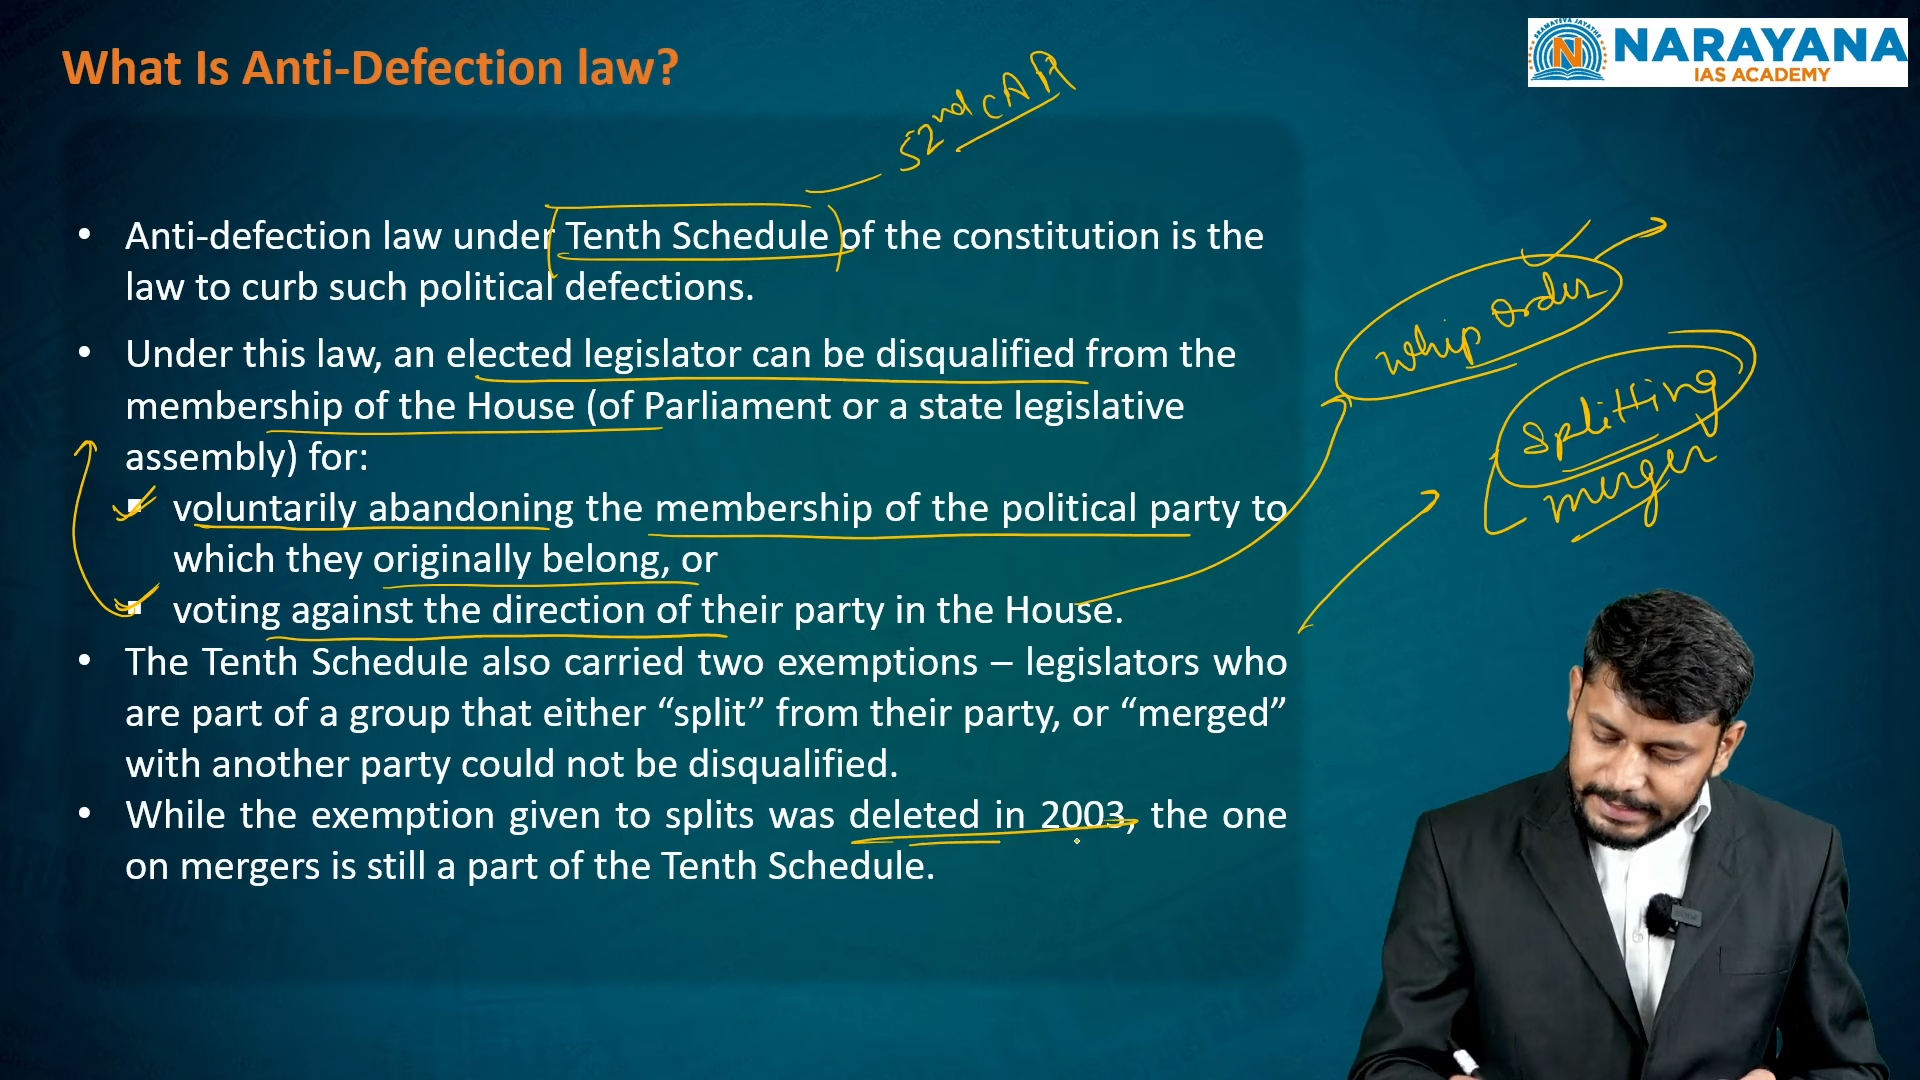 What Is Anti-Defection law?
NARAYANA
IAS ACADEMY
52nd CAA
• Anti-defection law under Tenth Schedule of the constitution is the
law to curb such political defections.
• Under this law, an elected legislator can be disqualified from the
membership of the House (of Parliament or a state legislative
assembly) for:
▪ voluntarily abandoning the membership of the political party to
which they originally belong, or
▪ voting against the direction of their party in the House.
• The Tenth Schedule also carried two exemptions – legislators who
are part of a group that either “split” from their party, or “merged”
with another party could not be disqualified.
• While the exemption given to splits was deleted in 2003, the one
on mergers is still a part of the Tenth Schedule.
Whip order
Splitting
merger